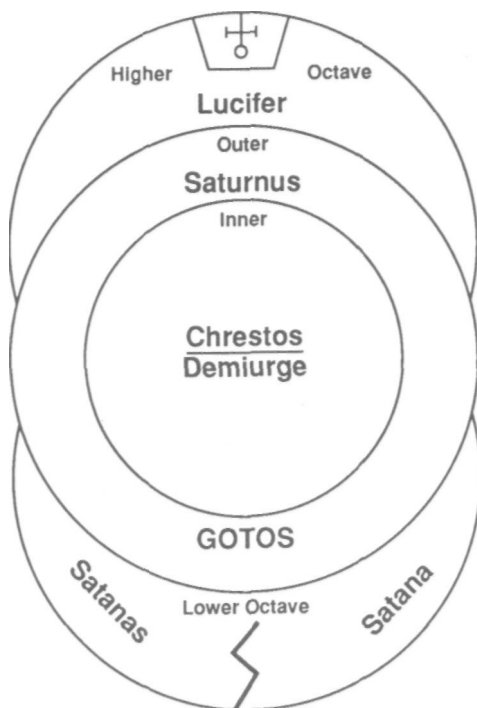 Higher Octave
Lucifer
Outer
Saturnus
Inner
Chrestos
Demiurge
GOTOS
Satanas Satana
Lower Octave